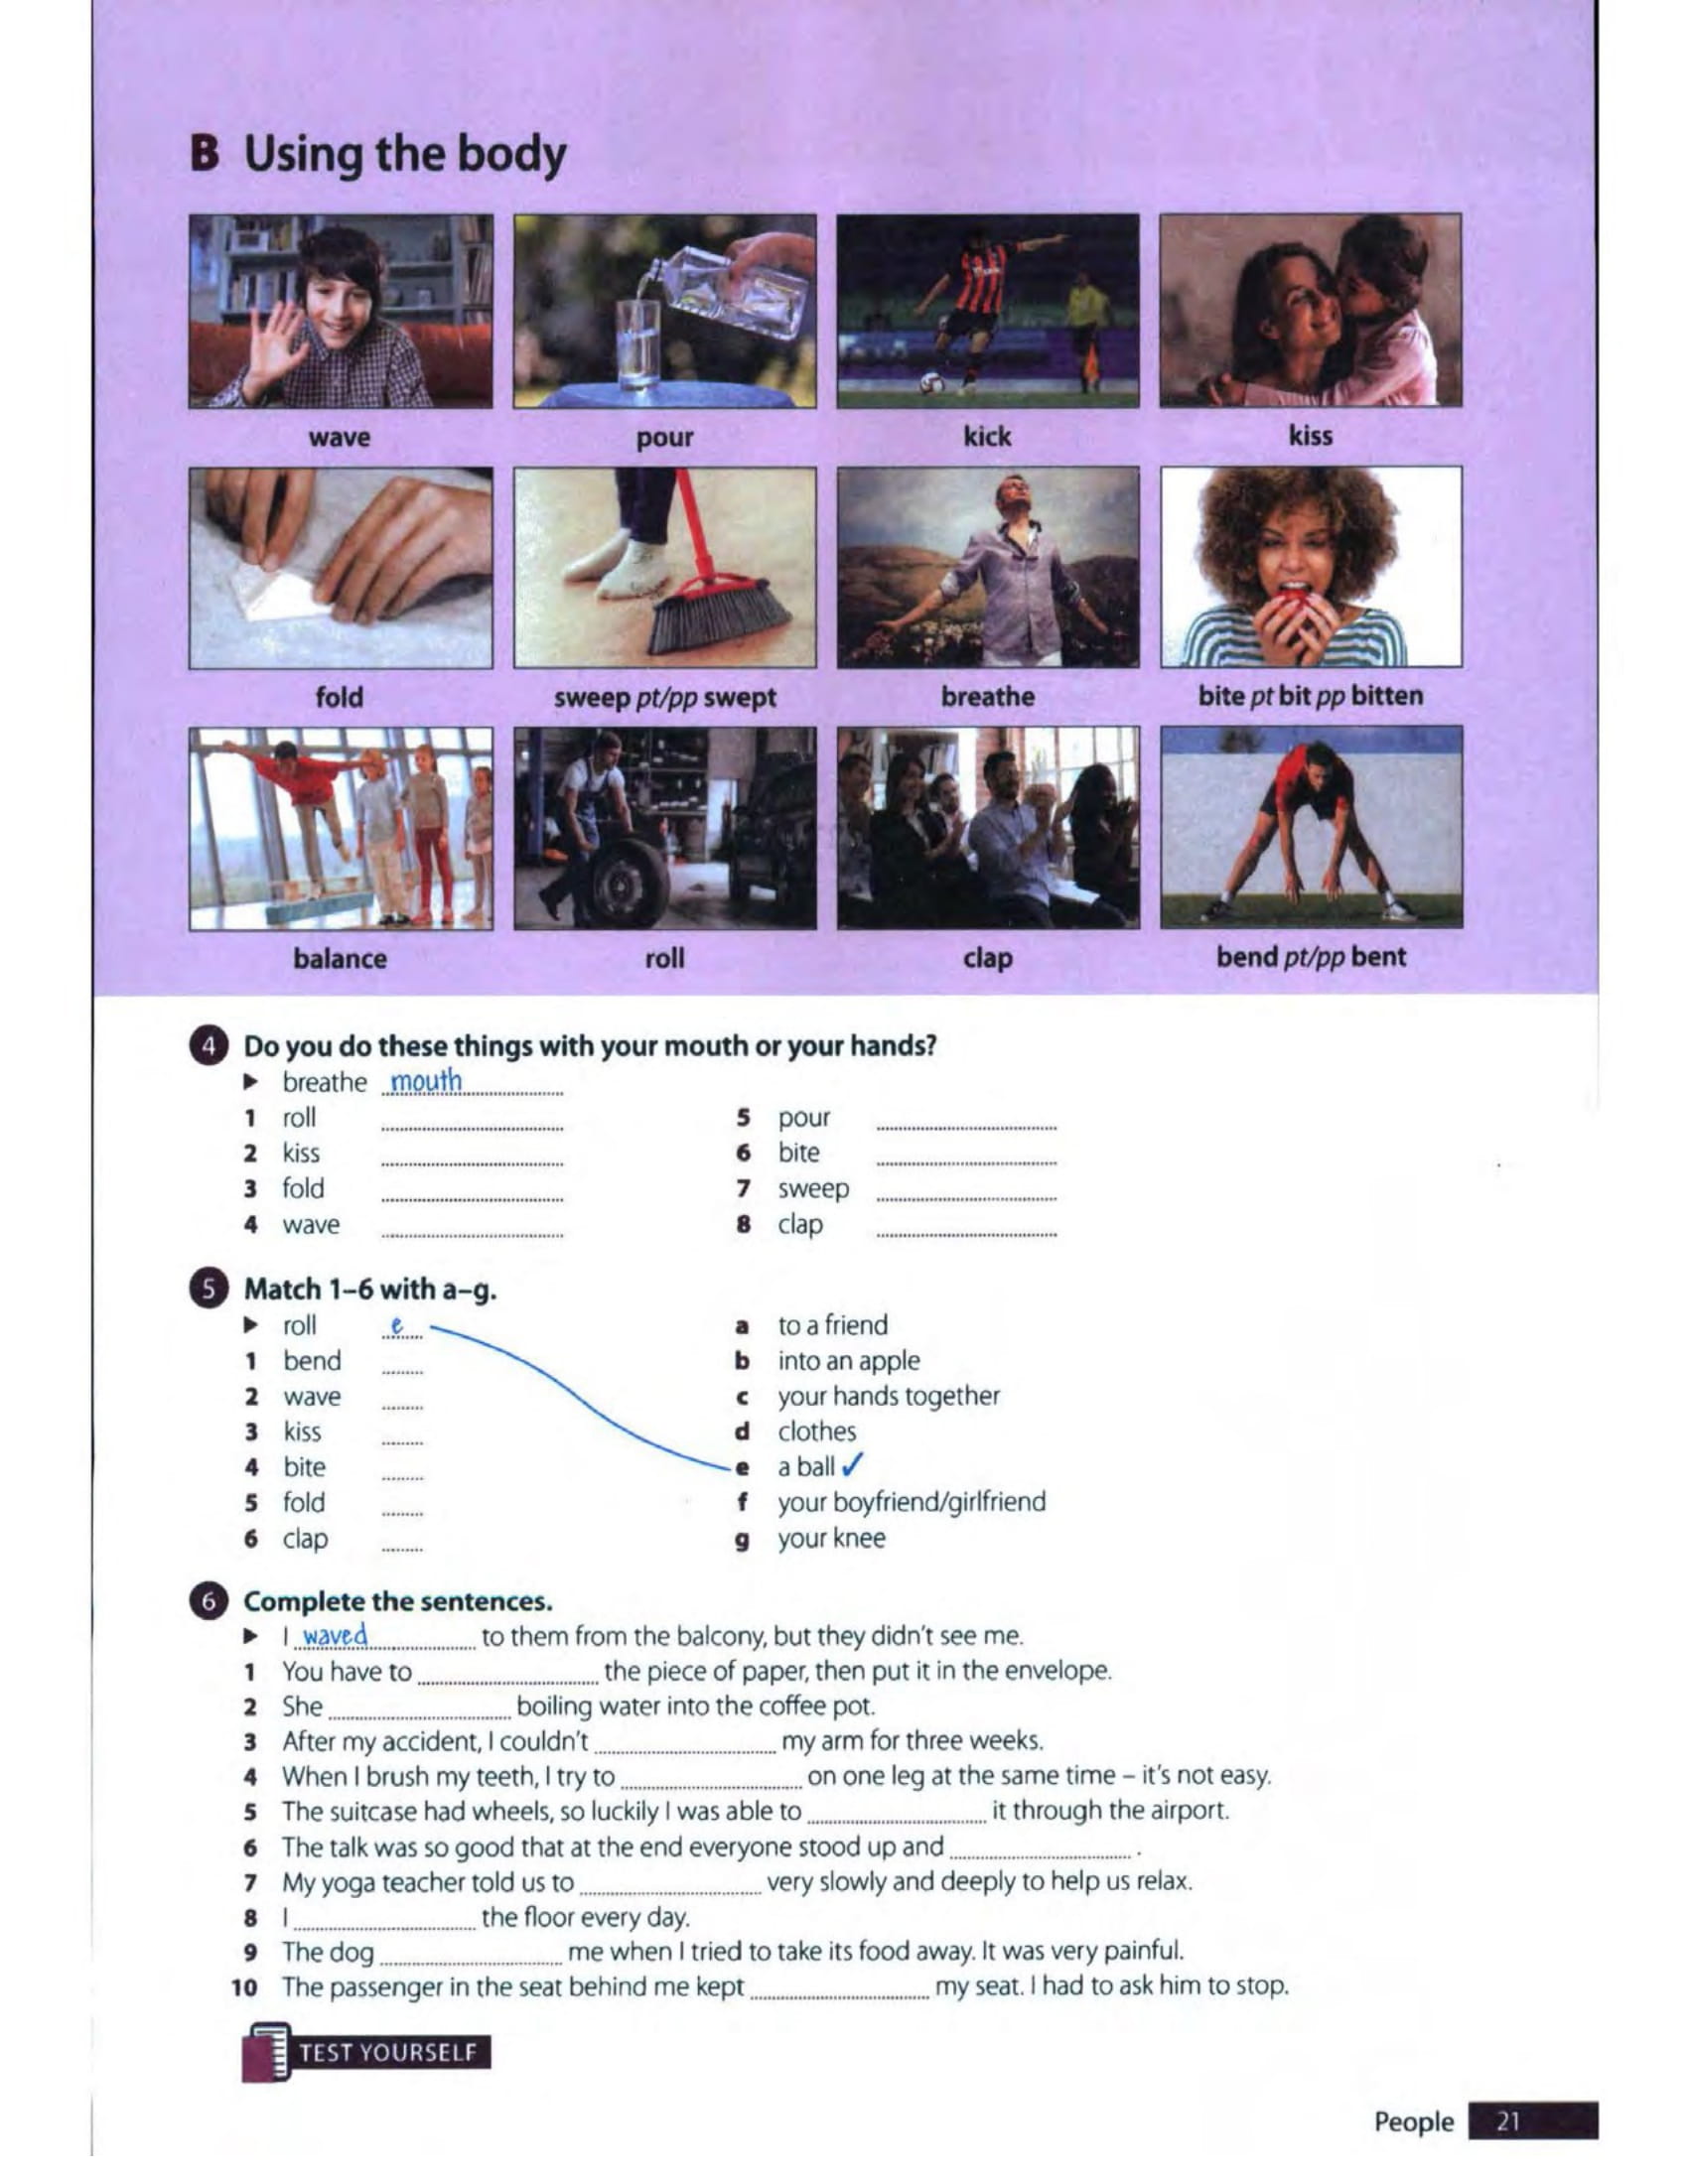 B Using the body
wave pour kick kiss
fold sweep pt/pp swept breathe bite pt bit pp bitten
balance roll clap bend pt/pp bent
4 Do you do these things with your mouth or your hands?
► breathe mouth
1 roll 5 pour
2 kiss 6 bite
3 fold 7 sweep
4 wave 8 clap
5 Match 1–6 with a–g.
► roll e a to a friend
1 bend b into an apple
2 wave c your hands together
3 kiss d clothes
4 bite e a ball ✓
5 fold f your boyfriend/girlfriend
6 clap g your knee
6 Complete the sentences.
► I waved to them from the balcony, but they didn't see me.
1 You have to the piece of paper, then put it in the envelope.
2 She boiling water into the coffee pot.
3 After my accident, I couldn't my arm for three weeks.
4 When I brush my teeth, I try to on one leg at the same time – it's not easy.
5 The suitcase had wheels, so luckily I was able to it through the airport.
6 The talk was so good that at the end everyone stood up and .
7 My yoga teacher told us to very slowly and deeply to help us relax.
8 I the floor every day.
9 The dog me when I tried to take its food away. It was very painful.
10 The passenger in the seat behind me kept my seat. I had to ask him to stop.
TEST YOURSELF
People 21